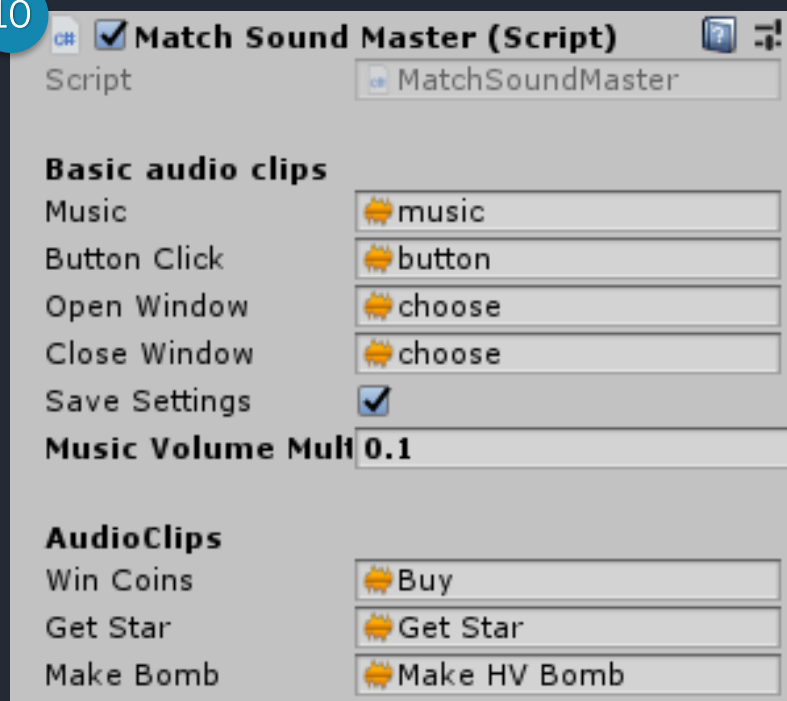 10
c# Match Sound Master (Script)
Script MatchSoundMaster
Basic audio clips
Music music
Button Click button
Open Window choose
Close Window choose
Save Settings
Music Volume Mult 0.1
AudioClips
Win Coins Buy
Get Star Get Star
Make Bomb Make HV Bomb